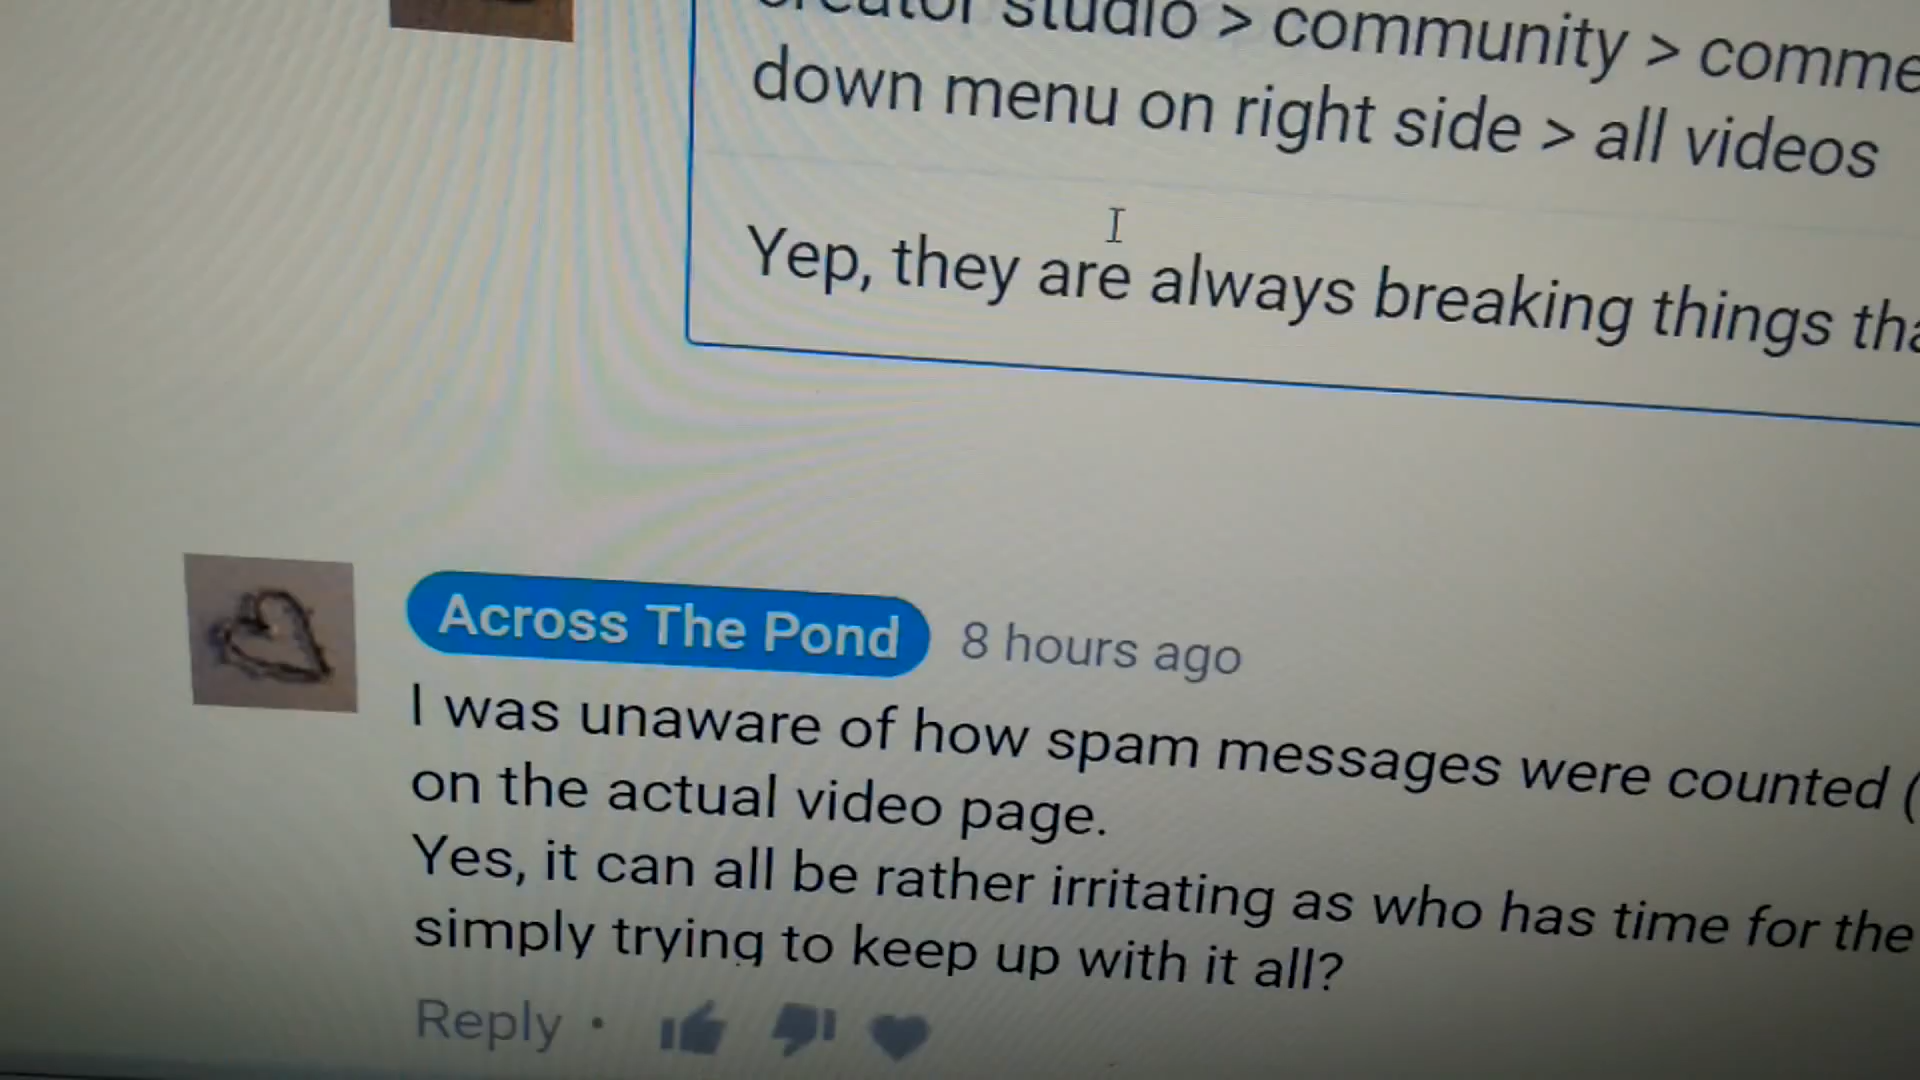 creator studio > community >
down menu on right side > all videos
Yep, they are always breaking things
Across The Pond 8 hours ago
I was unaware of how spam messages were counted (
on the actual video page.
Yes, it can all be rather irritating as who has time for the
simply trying to keep up with it all?
Reply •